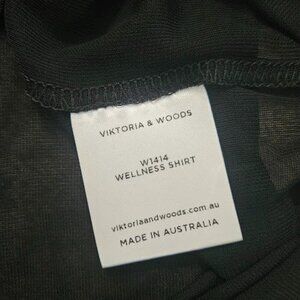 VIKTORIA & WOODS
W1414
WELLNESS SHIRT
viktoriaandwoods.com.au
MADE IN AUSTRALIA